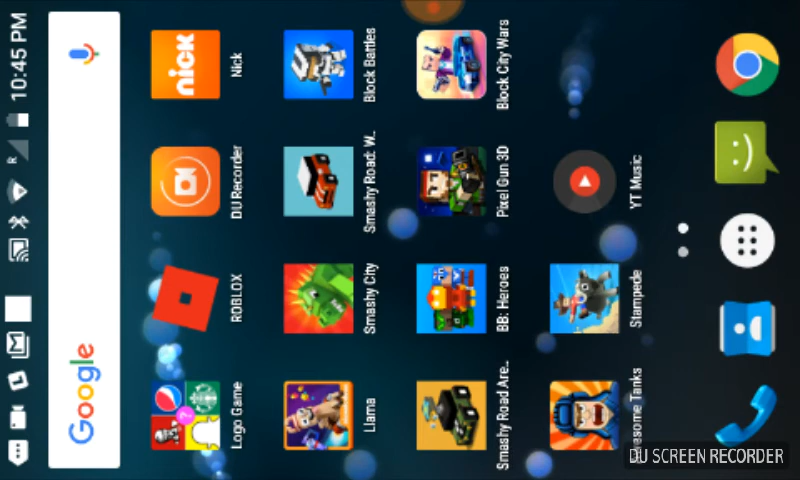 10:45 PM
R
Google
Logo Game
ROBLOX
DU Recorder
nick
Nick
Llama
Smashy City
Smashy Road: W..
Block Battles
Smashy Road:Are..
BB: Heroes
Pixel Gun 3D
Block City Wars
esome Tanks
Stampede
YT Music
DU SCREEN RECORDER